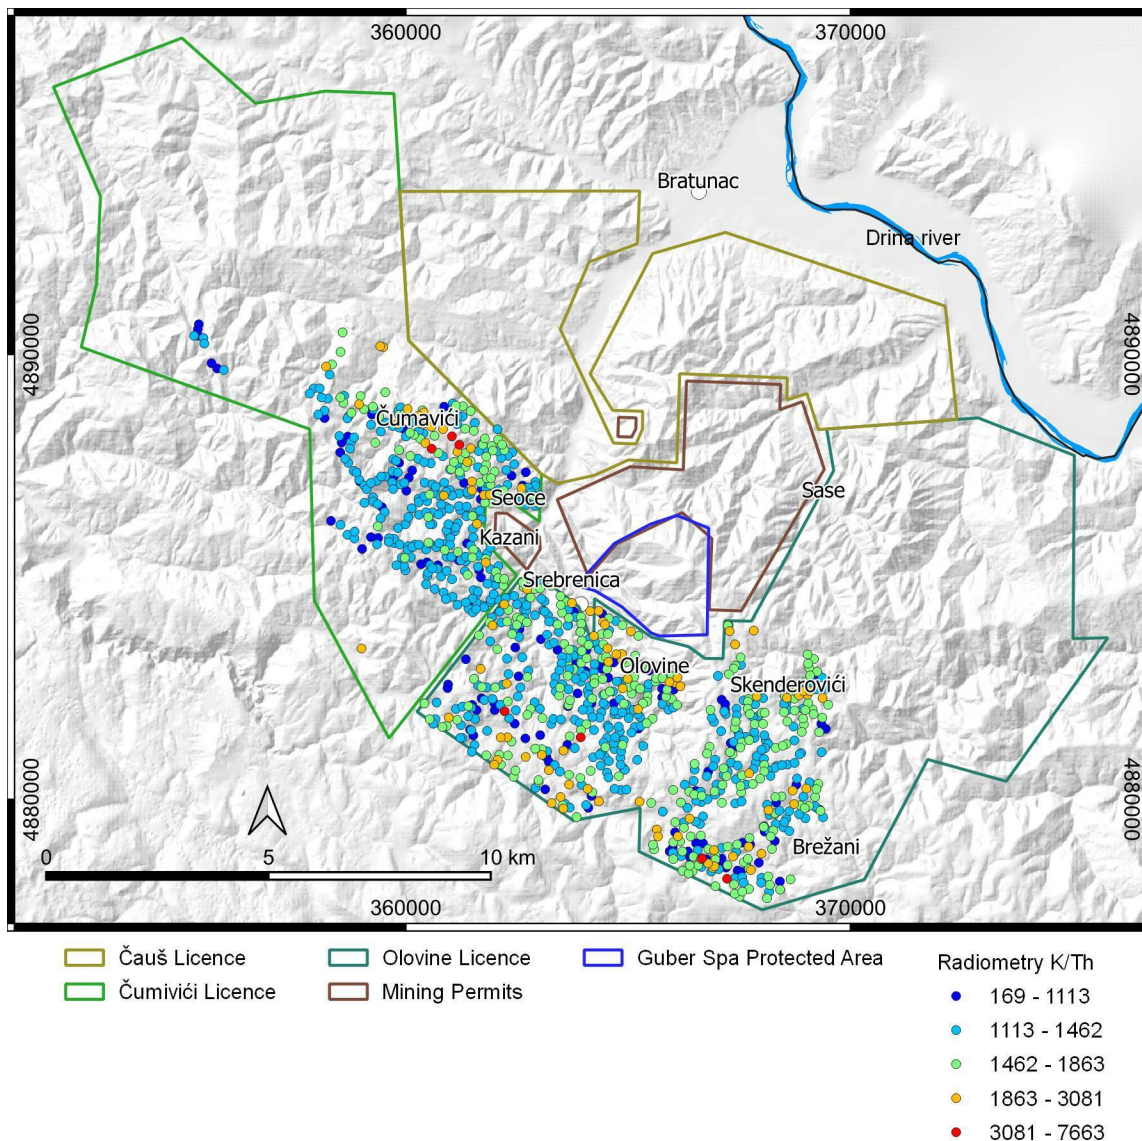 360000 370000
Bratunac
Drina river
4890000 4890000
Čumavići
Seoce Sase
Kazani
Srebrenica
Olovine
Skenderovići
4880000 4880000
Brežani
0 5 10 km
360000 370000
Čauš Licence Olovine Licence Guber Spa Protected Area
Čumivići Licence Mining Permits
Radiometry K/Th
169 - 1113
1113 - 1462
1462 - 1863
1863 - 3081
3081 - 7663